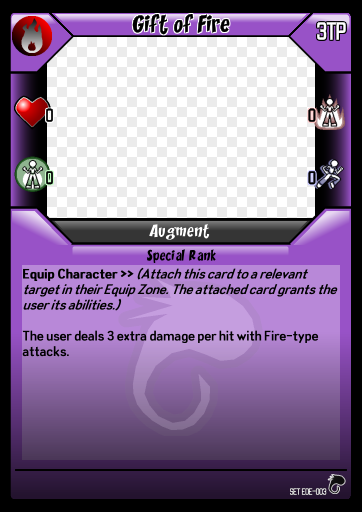 Gift of Fire
3TP
0
0
0
0
Augment
Special Rank
Equip Character >> (Attach this card to a relevant
target in their Equip Zone. The attached card grants the
user its abilities.)
The user deals 3 extra damage per hit with Fire-type
attacks.
SET EDE-003